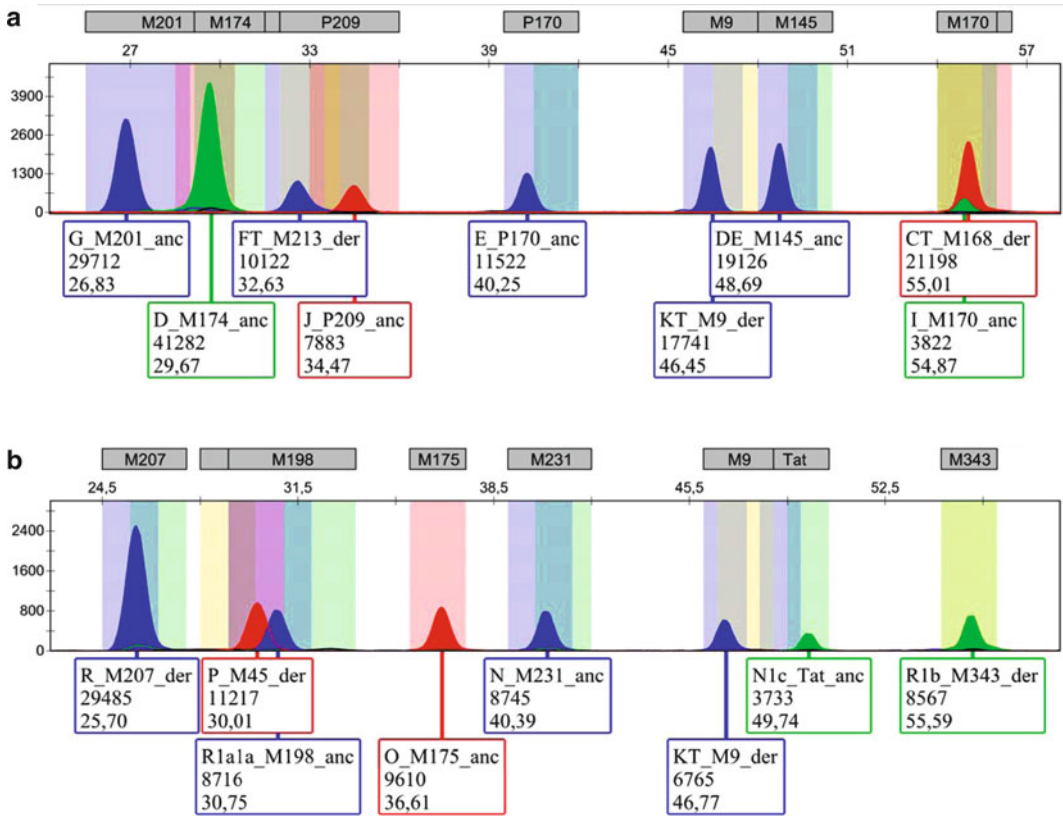 a
M201 M174 P209 P170 M9 M145 M170
27 33 39 45 51 57
3900
2600
1300
0
G_M201_anc
29712
26,83
FT_M213_der
10122
32,63
E_P170_anc
11522
40,25
DE_M145_anc
19126
48,69
CT_M168_der
21198
55,01
D_M174_anc
41282
29,67
J_P209_anc
7883
34,47
KT_M9_der
17741
46,45
I_M170_anc
3822
54,87
b
M207 M198 M175 M231 M9 Tat M343
24,5 31,5 38,5 45,5 52,5
2400
1600
800
0
R_M207_der
29485
25,70
P_M45_der
11217
30,01
N_M231_anc
8745
40,39
N1c_Tat_anc
3733
49,74
R1b_M343_der
8567
55,59
R1a1a_M198_anc
8716
30,75
O_M175_anc
9610
36,61
KT_M9_der
6765
46,77